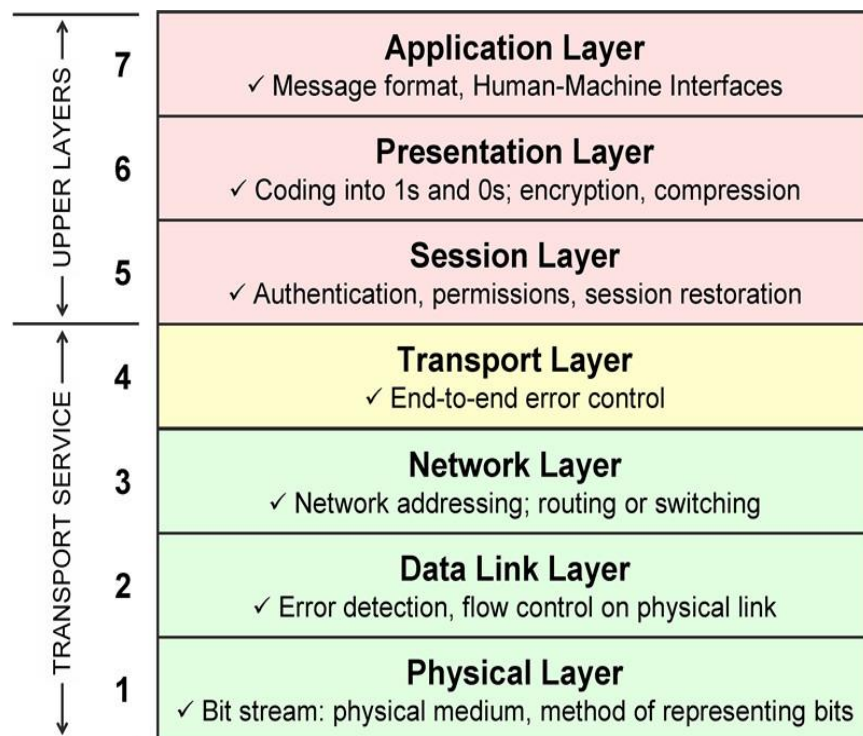 UPPER LAYERS
7
Application Layer
✓ Message format, Human-Machine Interfaces
6
Presentation Layer
✓ Coding into 1s and 0s; encryption, compression
5
Session Layer
✓ Authentication, permissions, session restoration
TRANSPORT SERVICE
4
Transport Layer
✓ End-to-end error control
3
Network Layer
✓ Network addressing; routing or switching
2
Data Link Layer
✓ Error detection, flow control on physical link
1
Physical Layer
✓ Bit stream: physical medium, method of representing bits